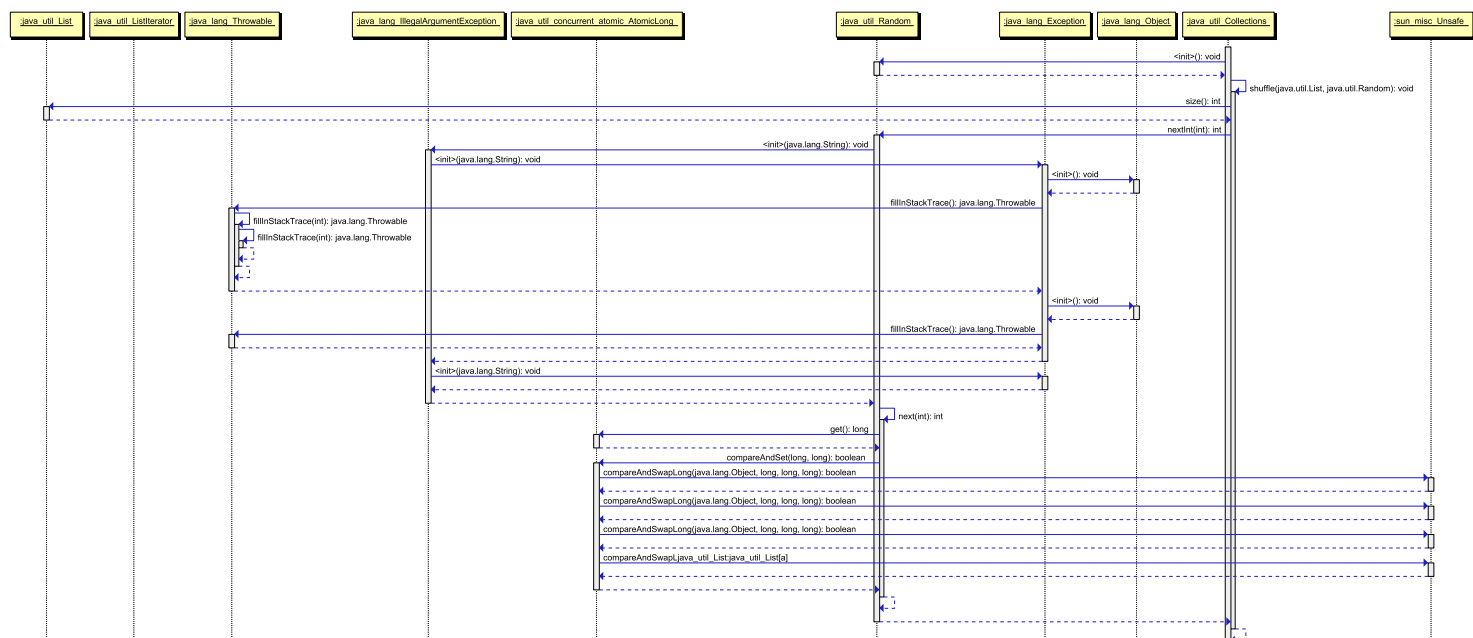 :java_util_List
:java_util_ListIterator
:java_lang_Throwable
:java_lang_IllegalArgumentException
:java_util_concurrent_atomic_AtomicLong
:java_util_Random
:java_lang_Exception
:java_lang_Object
:java_util_Collections
:sun_misc_Unsafe
<init>(): void
shuffle(java.util.List, java.util.Random): void
size(): int
nextInt(int): int
<init>(java.lang.String): void
<init>(java.lang.String): void
<init>(): void
fillInStackTrace(): java.lang.Throwable
fillInStackTrace(int): java.lang.Throwable
fillInStackTrace(int): java.lang.Throwable
<init>(): void
fillInStackTrace(): java.lang.Throwable
<init>(java.lang.String): void
next(int): int
get(): long
compareAndSet(long, long): boolean
compareAndSwapLong(java.lang.Object, long, long, long): boolean
compareAndSwapLong(java.lang.Object, long, long, long): boolean
compareAndSwapLong(java.lang.Object, long, long, long): boolean
compareAndSwapLjava_util_List:java_util_List[a]